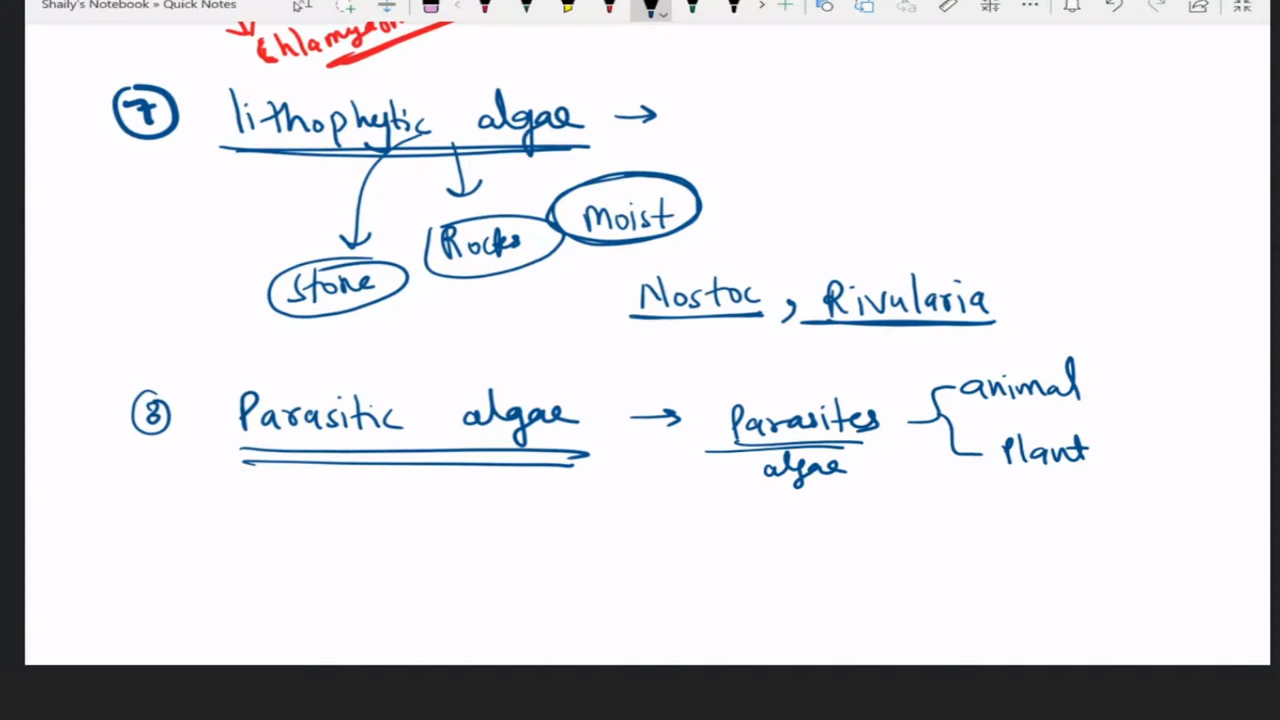 Shaily's Notebook » Quick Notes
7 lithophytic algae →
Moist
Rocks
Stone
Nostoc , Rivularia
8 Parasitic algae → Parasites animal
algae Plant